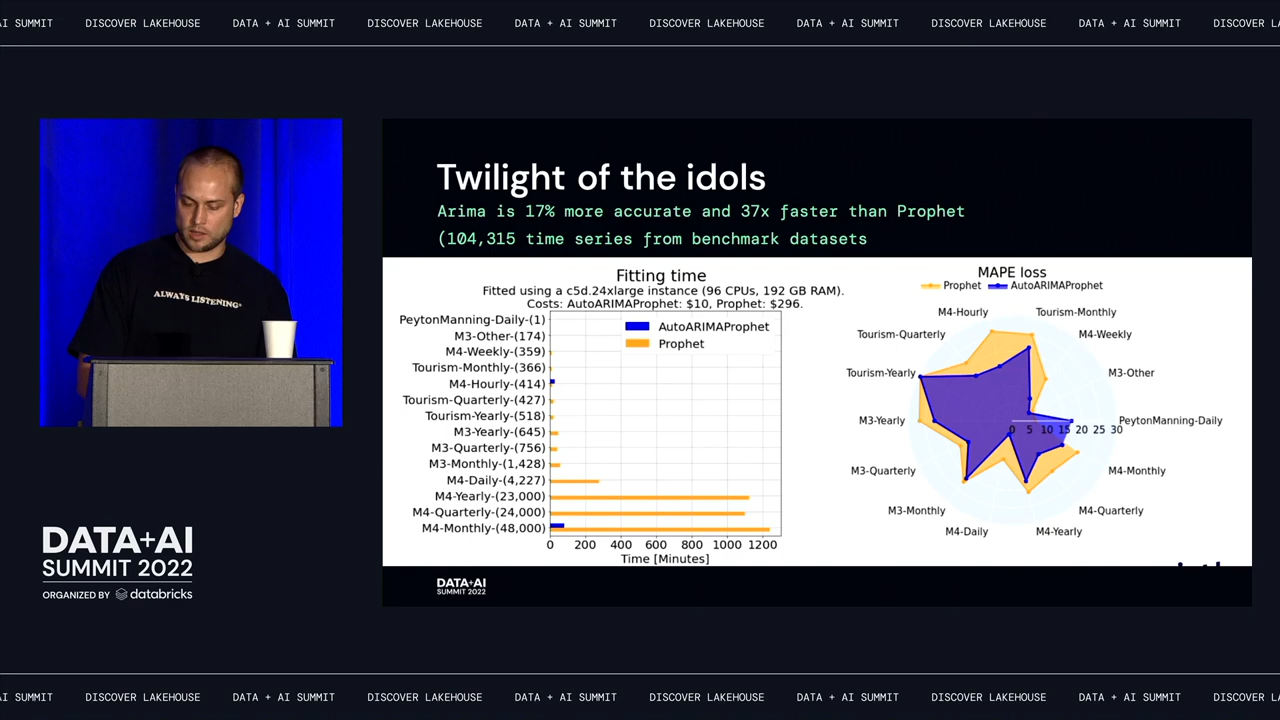 AI SUMMIT DISCOVER LAKEHOUSE DATA + AI SUMMIT DISCOVER LAKEHOUSE DATA + AI SUMMIT DISCOVER LAKEHOUSE DATA + AI SUMMIT DISCOVER LAKEHOUSE DATA + AI SUMMIT DISCOVER LA
ALWAYS LISTENING®
DATA+AI
SUMMIT 2022
ORGANIZED BY databricks
Twilight of the idols
Arima is 17% more accurate and 37x faster than Prophet
(104,315 time series from benchmark datasets
Fitting time
Fitted using a c5d.24xlarge instance (96 CPUs, 192 GB RAM).
Costs: AutoARIMAProphet: $10, Prophet: $296.
AutoARIMAProphet
Prophet
PeytonManning-Daily-(1)
M3-Other-(174)
M4-Weekly-(359)
Tourism-Monthly-(366)
M4-Hourly-(414)
Tourism-Quarterly-(427)
Tourism-Yearly-(518)
M3-Yearly-(645)
M3-Quarterly-(756)
M3-Monthly-(1,428)
M4-Daily-(4,227)
M4-Yearly-(23,000)
M4-Quarterly-(24,000)
M4-Monthly-(48,000)
0 200 400 600 800 1000 1200
Time [Minutes]
MAPE loss
Prophet AutoARIMAProphet
M4-Hourly Tourism-Monthly
Tourism-Quarterly M4-Weekly
Tourism-Yearly M3-Other
M3-Yearly PeytonManning-Daily
0 5 10 15 20 25 30
M3-Quarterly M4-Monthly
M3-Monthly M4-Quarterly
M4-Daily M4-Yearly
DATA+AI
SUMMIT 2022
AI SUMMIT DISCOVER LAKEHOUSE DATA + AI SUMMIT DISCOVER LAKEHOUSE DATA + AI SUMMIT DISCOVER LAKEHOUSE DATA + AI SUMMIT DISCOVER LAKEHOUSE DATA + AI SUMMIT DISCOVER LA